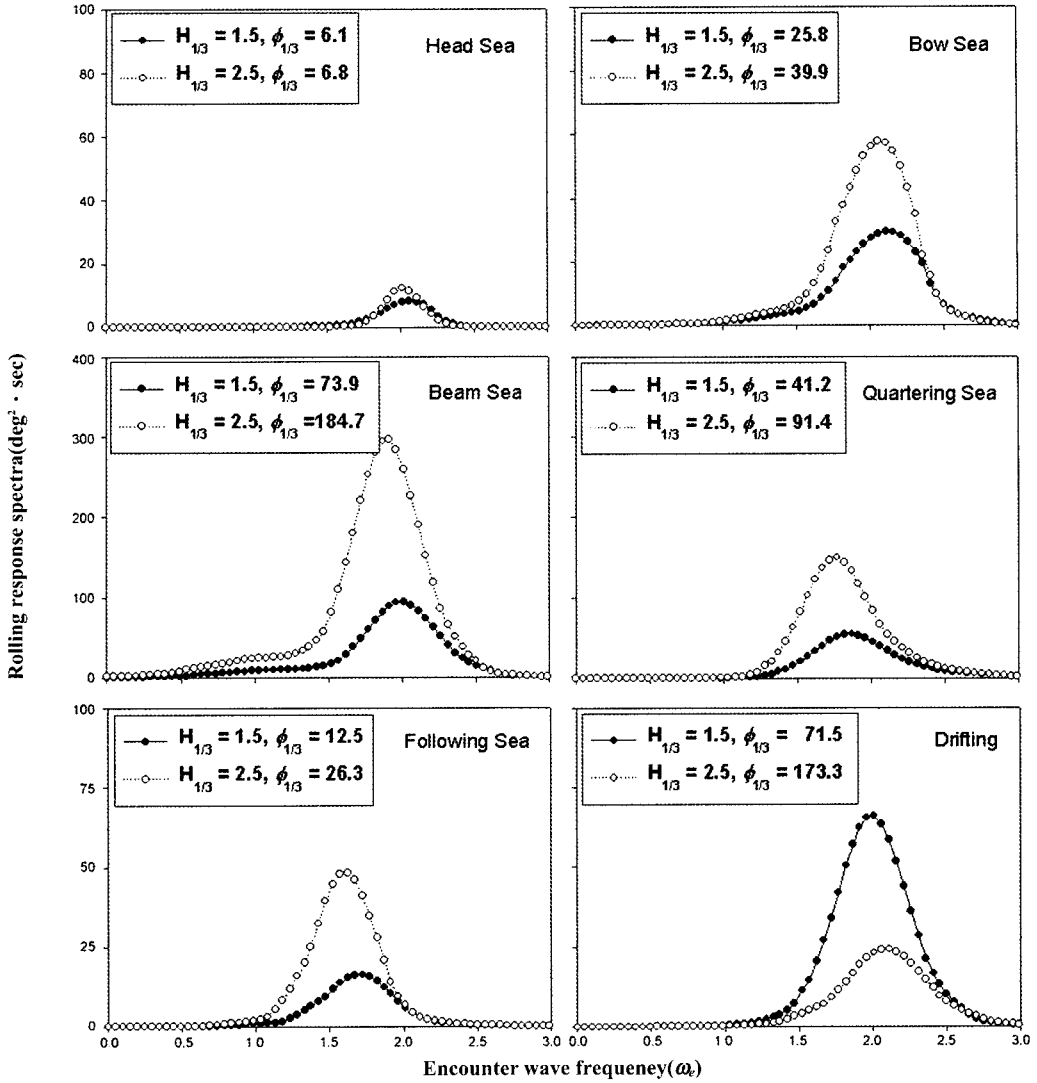 Rolling response spectra(deg² · sec)
100
80
60
40
20
0
H1/3 = 1.5, ϕ1/3 = 6.1
H1/3 = 2.5, ϕ1/3 = 6.8
Head Sea
H1/3 = 1.5, ϕ1/3 = 25.8
H1/3 = 2.5, ϕ1/3 = 39.9
Bow Sea
400
300
200
100
0
H1/3 = 1.5, ϕ1/3 = 73.9
H1/3 = 2.5, ϕ1/3 =184.7
Beam Sea
H1/3 = 1.5, ϕ1/3 = 41.2
H1/3 = 2.5, ϕ1/3 = 91.4
Quartering Sea
100
75
50
25
0
H1/3 = 1.5, ϕ1/3 = 12.5
H1/3 = 2.5, ϕ1/3 = 26.3
Following Sea
H1/3 = 1.5, ϕ1/3 = 71.5
H1/3 = 2.5, ϕ1/3 = 173.3
Drifting
0.0 0.5 1.0 1.5 2.0 2.5 3.0
0.0 0.5 1.0 1.5 2.0 2.5 3.0
Encounter wave frequeney(ωe)